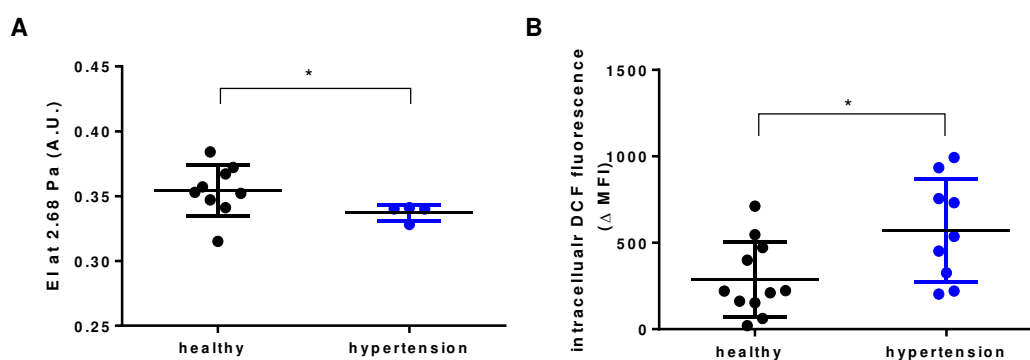 A
EI at 2.68 Pa (A.U.)
0.45
0.40
0.35
0.30
0.25
*
healthy
hypertension
B
intracellualr DCF fluorescence
(Δ MFI)
1500
1000
500
0
*
healthy
hypertension